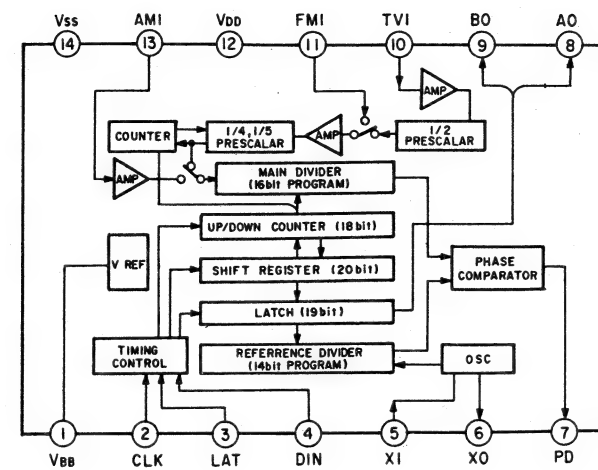 VSS AMI VDD FMI TVI BO AO
14 13 12 11 10 9 8
AMP
COUNTER
1/4, 1/5
PRESCALAR
AMP
1/2
PRESCALAR
AMP
MAIN DIVIDER
(16bit PROGRAM)
UP/DOWN COUNTER (18bit)
V REF
SHIFT REGISTER (20bit)
PHASE
COMPARATOR
LATCH (19bit)
TIMING
CONTROL
REFERRENCE DIVIDER
(14bit PROGRAM)
OSC
1 2 3 4 5 6 7
VBB CLK LAT DIN XI XO PD